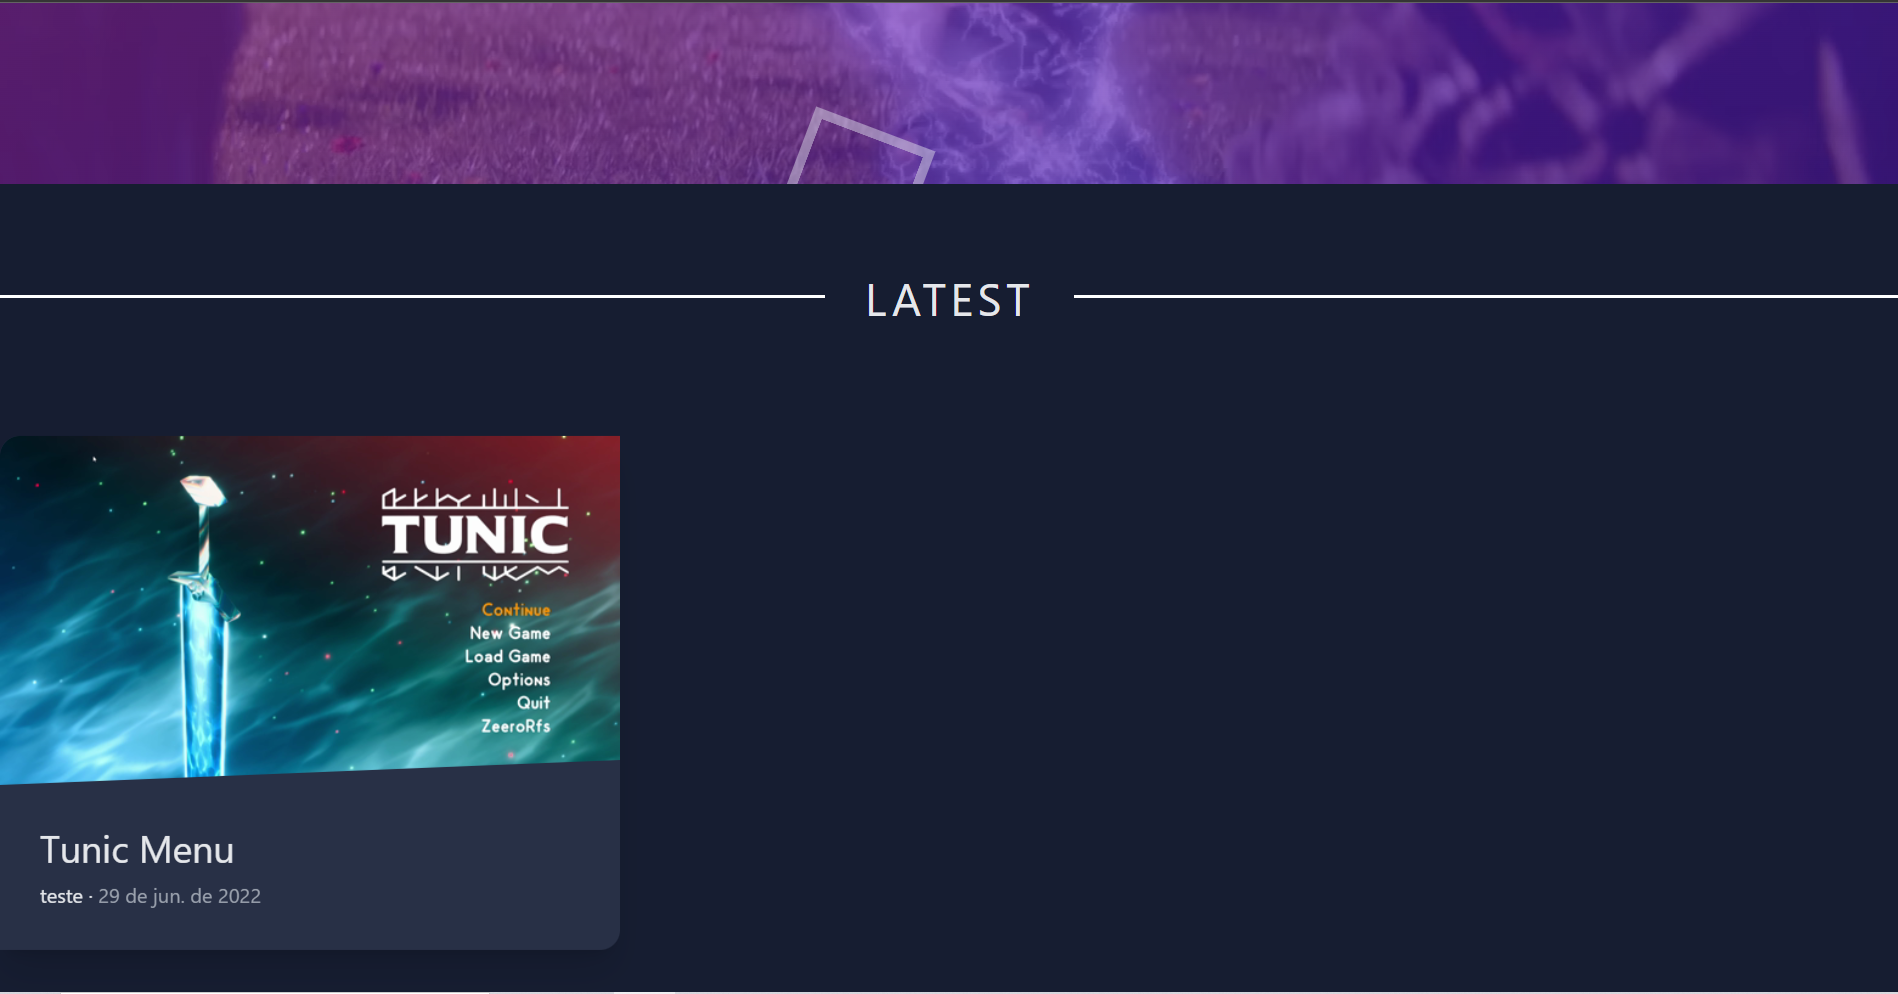 LATEST
TUNIC
Continue
New Game
Load Game
Options
Quit
ZeeroRfs
Tunic Menu
teste · 29 de jun. de 2022